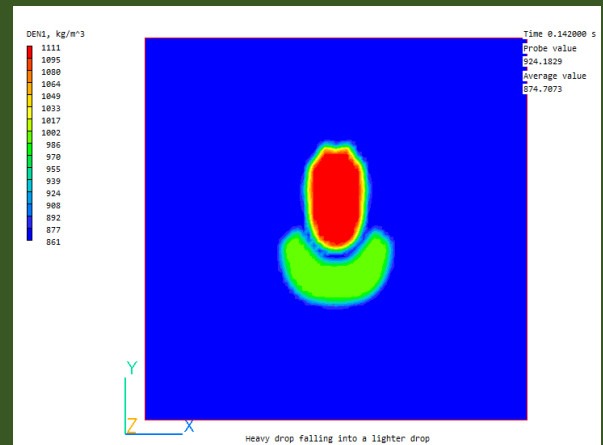 DEN1, kg/m^3
1111
1095
1080
1064
1049
1033
1017
1002
986
970
955
939
924
908
892
877
861
Time 0.142000 s
Probe value
924.1829
Average value
874.7073
Y
Z
X
Heavy drop falling into a lighter drop